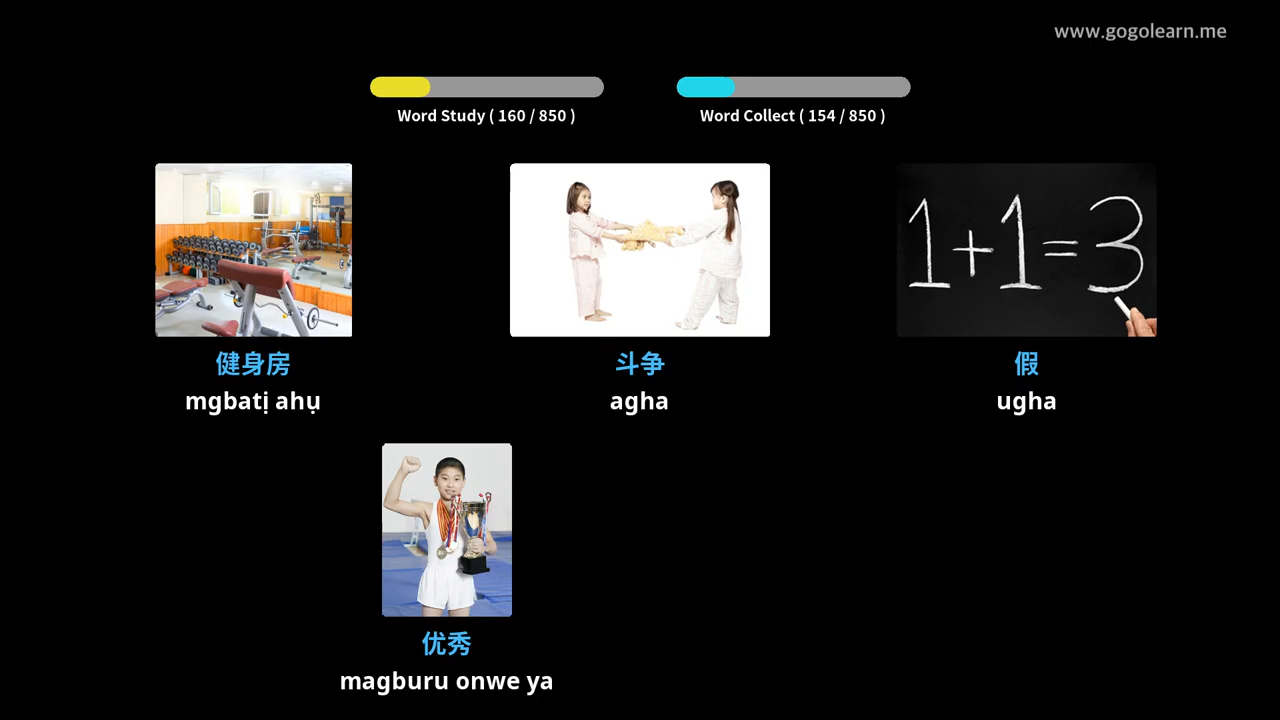 www.gogolearn.me
Word Study ( 160 / 850 )
Word Collect ( 154 / 850 )
1+1=3
健身房
斗争
假
mgbatị ahụ
agha
ugha
优秀
magburu onwe ya